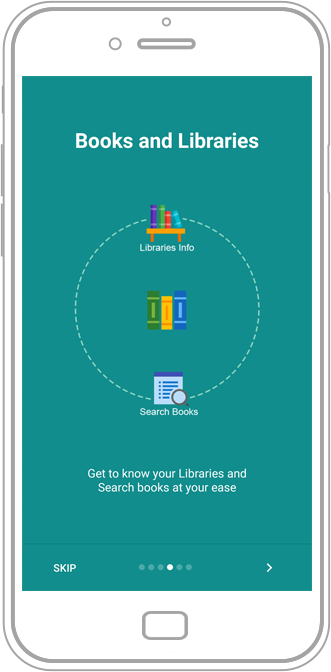 Books and Libraries
Libraries Info
Search Books
Get to know your Libraries and
Search books at your ease
SKIP